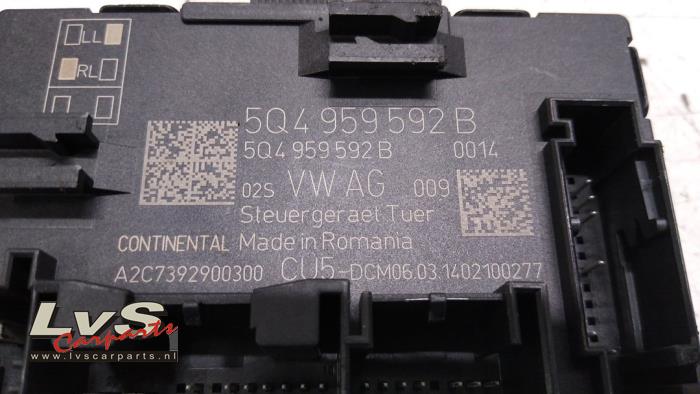 LL
RL
5Q4 959 592 B
5Q4 959 592 B 0014
02S VW AG 009
Steuergeraet Tuer
CONTINENTAL Made in Romania
A2C7392900300 CU5-DCM06.03.1402100277
LvS
Carparts
www.lvscarparts.nl